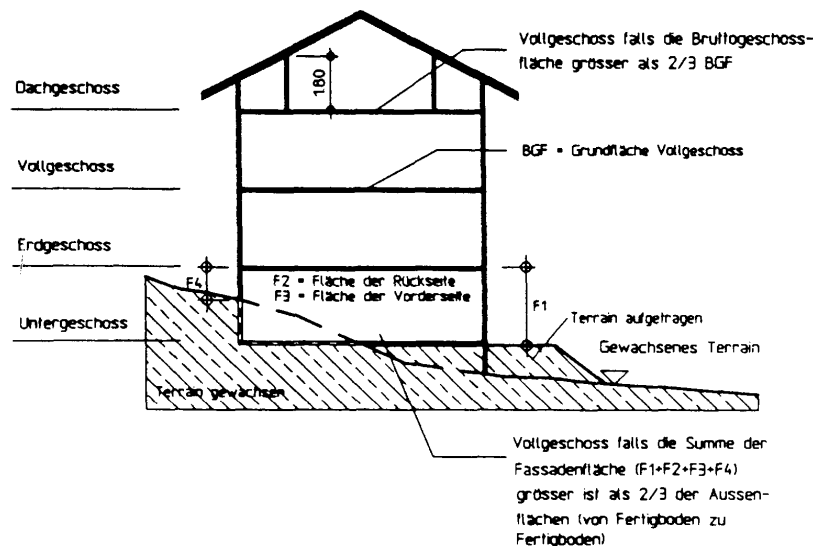 Vollgeschoss falls die Bruttogeschoss-
fläche grösser als 2/3 BGF
180
Dachgeschoss
BGF = Grundfläche Vollgeschoss
Vollgeschoss
Erdgeschoss
F4
F2 = Fläche der Rückseite
F3 = Fläche der Vorderseite
F1
Untergeschoss
Terrain aufgetragen
Gewachsenes Terrain
Terrain gewachsen
Vollgeschoss falls die Summe der
Fassadenfläche (F1+F2+F3+F4)
grösser ist als 2/3 der Aussen-
flächen (von Fertigboden zu
Fertigboden)